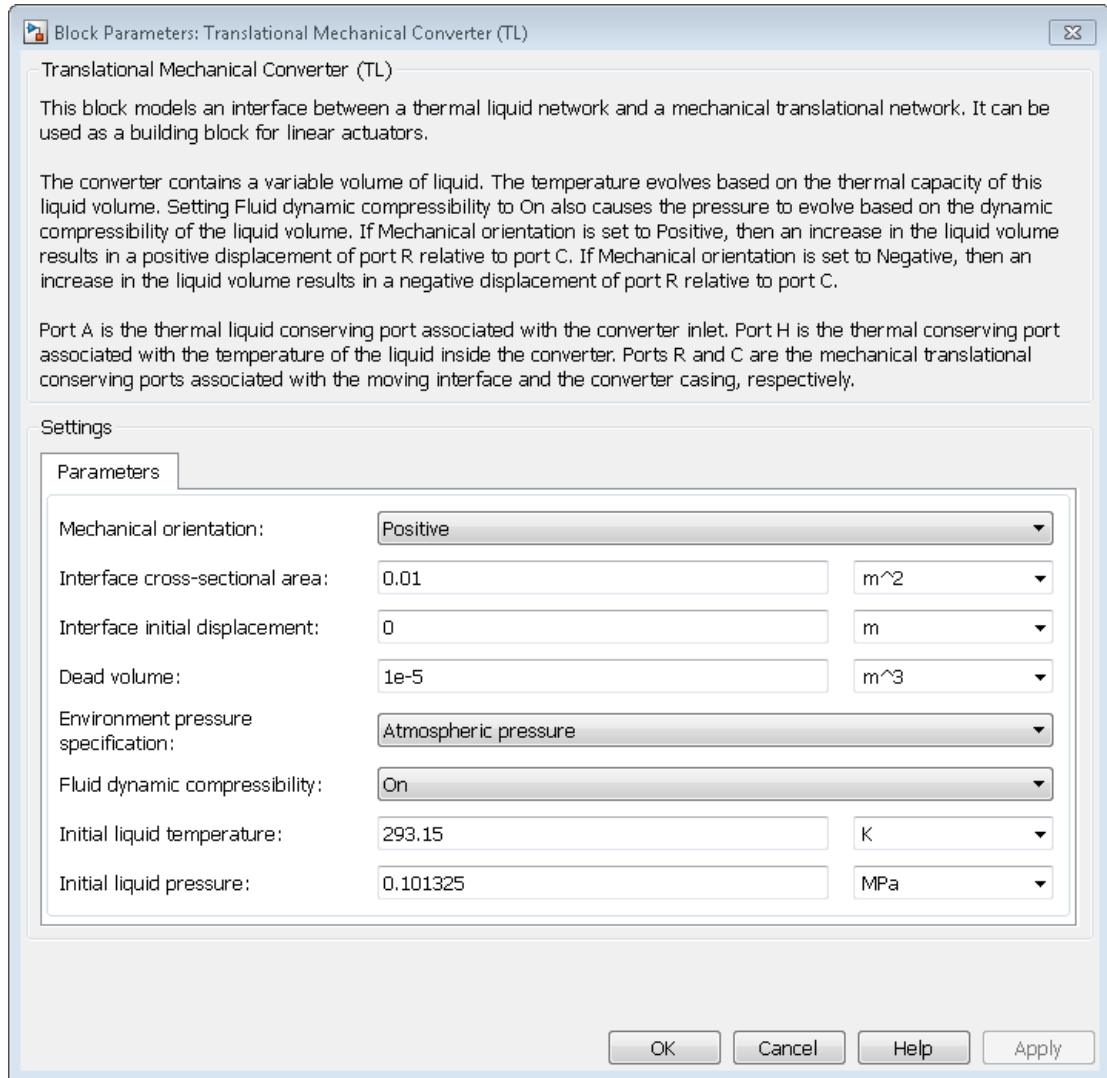 Block Parameters: Translational Mechanical Converter (TL)
Translational Mechanical Converter (TL)
This block models an interface between a thermal liquid network and a mechanical translational network. It can be
used as a building block for linear actuators.
The converter contains a variable volume of liquid. The temperature evolves based on the thermal capacity of this
liquid volume. Setting Fluid dynamic compressibility to On also causes the pressure to evolve based on the dynamic
compressibility of the liquid volume. If Mechanical orientation is set to Positive, then an increase in the liquid volume
results in a positive displacement of port R relative to port C. If Mechanical orientation is set to Negative, then an
increase in the liquid volume results in a negative displacement of port R relative to port C.
Port A is the thermal liquid conserving port associated with the converter inlet. Port H is the thermal conserving port
associated with the temperature of the liquid inside the converter. Ports R and C are the mechanical translational
conserving ports associated with the moving interface and the converter casing, respectively.
Settings
Parameters
Mechanical orientation: Positive
Interface cross-sectional area: 0.01 m^2
Interface initial displacement: 0 m
Dead volume: 1e-5 m^3
Environment pressure
specification: Atmospheric pressure
Fluid dynamic compressibility: On
Initial liquid temperature: 293.15 K
Initial liquid pressure: 0.101325 MPa
OK Cancel Help Apply